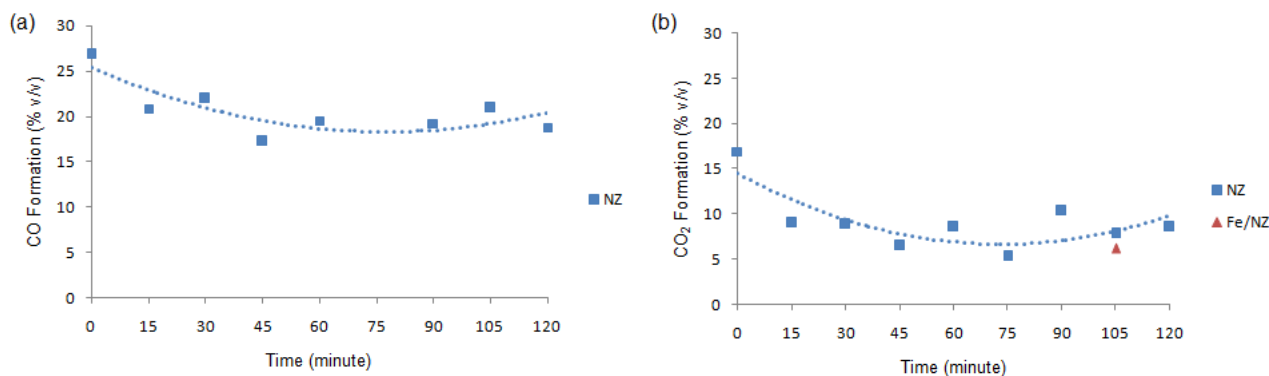 (a)
30
25
20
15
10
5
0
CO Formation (% v/v)
0 15 30 45 60 75 90 105 120
Time (minute)
NZ
(b)
30
25
20
15
10
5
0
CO₂ Formation (% v/v)
0 15 30 45 60 75 90 105 120
Time (minute)
NZ
Fe/NZ